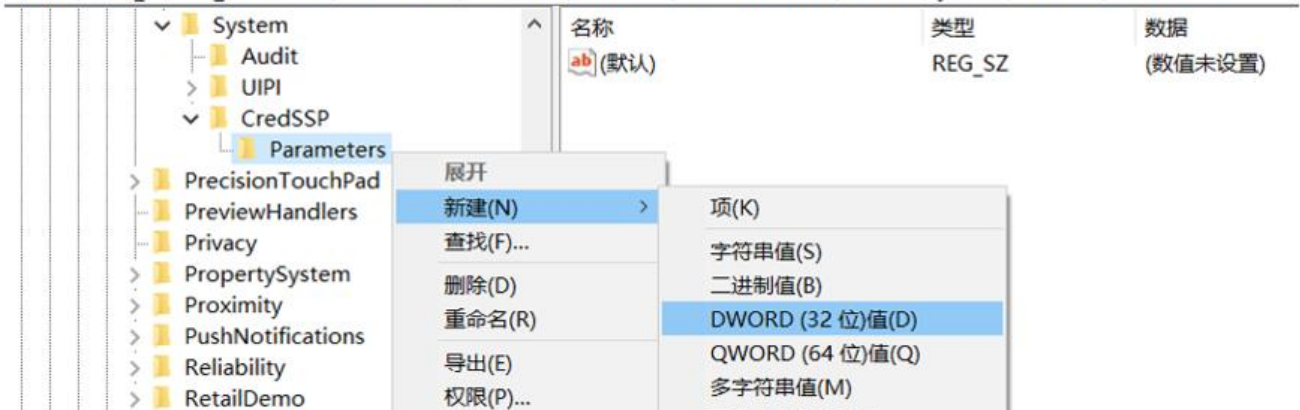 System
Audit
UIPI
CredSSP
Parameters
PrecisionTouchPad
PreviewHandlers
Privacy
PropertySystem
Proximity
PushNotifications
Reliability
RetailDemo
名称 类型 数据
ab (默认) REG_SZ (数值未设置)
展开
新建(N)
查找(F)...
删除(D)
重命名(R)
导出(E)
权限(P)...
项(K)
字符串值(S)
二进制值(B)
DWORD (32 位)值(D)
QWORD (64 位)值(Q)
多字符串值(M)